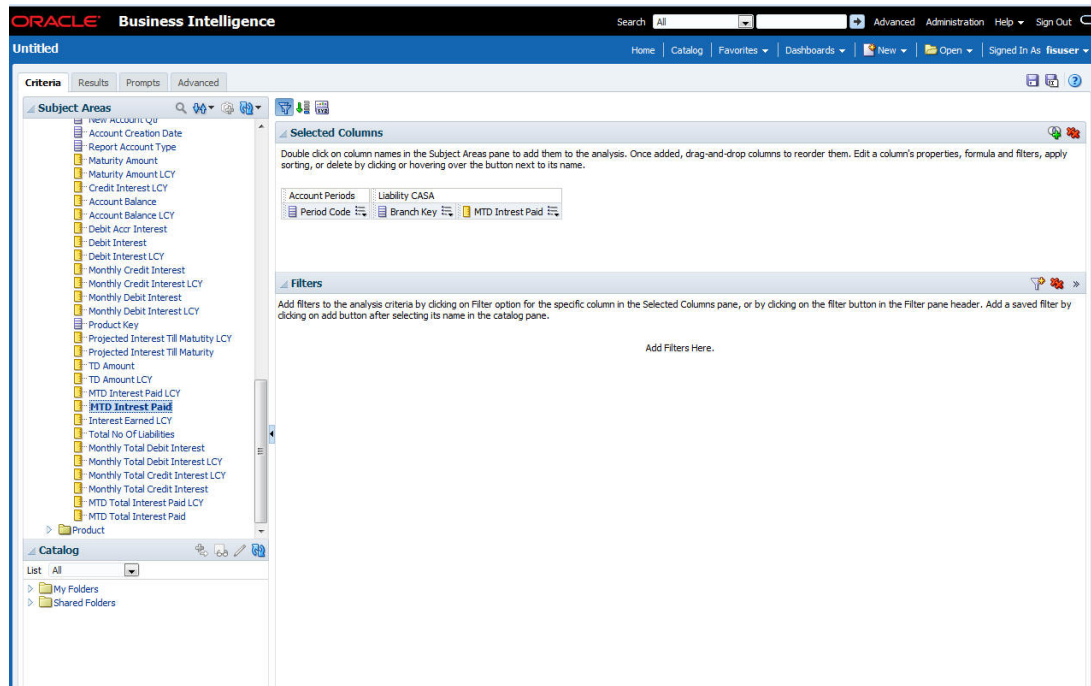 ORACLE Business Intelligence
Search All Advanced Administration Help Sign Out
Untitled
Home Catalog Favorites Dashboards New Open Signed In As fisuser
Criteria Results Prompts Advanced
Subject Areas
New Account Qtr
Account Creation Date
Report Account Type
Maturity Amount
Maturity Amount LCY
Credit Interest LCY
Account Balance
Account Balance LCY
Debit Accr Interest
Debit Interest
Debit Interest LCY
Monthly Credit Interest
Monthly Credit Interest LCY
Monthly Debit Interest
Monthly Debit Interest LCY
Product Key
Projected Interest Till Matutity LCY
Projected Interest Till Maturity
TD Amount
TD Amount LCY
MTD Interest Paid LCY
MTD Intrest Paid
Interest Earned LCY
Total No Of Liabilities
Monthly Total Debit Interest
Monthly Total Debit Interest LCY
Monthly Total Credit Interest LCY
Monthly Total Credit Interest
MTD Total Interest Paid LCY
MTD Total Interest Paid
Product
Catalog
List All
My Folders
Shared Folders
Selected Columns
Double click on column names in the Subject Areas pane to add them to the analysis. Once added, drag-and-drop columns to reorder them. Edit a column's properties, formula and filters, apply
sorting, or delete by clicking or hovering over the button next to its name.
Account Periods Liability CASA
Period Code Branch Key MTD Intrest Paid
Filters
Add filters to the analysis criteria by clicking on Filter option for the specific column in the Selected Columns pane, or by clicking on the filter button in the Filter pane header. Add a saved filter by
clicking on add button after selecting its name in the catalog pane.
Add Filters Here.